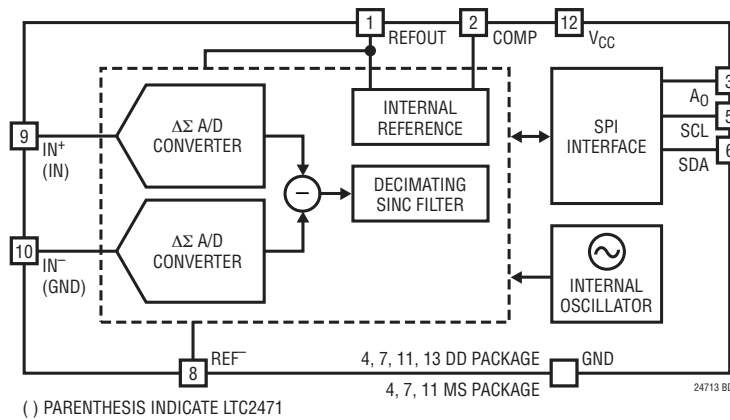 1
REFOUT
2
COMP
12
VCC
9
IN+
(IN)
ΔΣ A/D
CONVERTER
INTERNAL
REFERENCE
SPI
INTERFACE
3
A0
5
SCL
6
SDA
−
DECIMATING
SINC FILTER
10
IN−
(GND)
ΔΣ A/D
CONVERTER
INTERNAL
OSCILLATOR
8
REF−
4, 7, 11, 13 DD PACKAGE
4, 7, 11 MS PACKAGE
GND
24713 BD
( ) PARENTHESIS INDICATE LTC2471